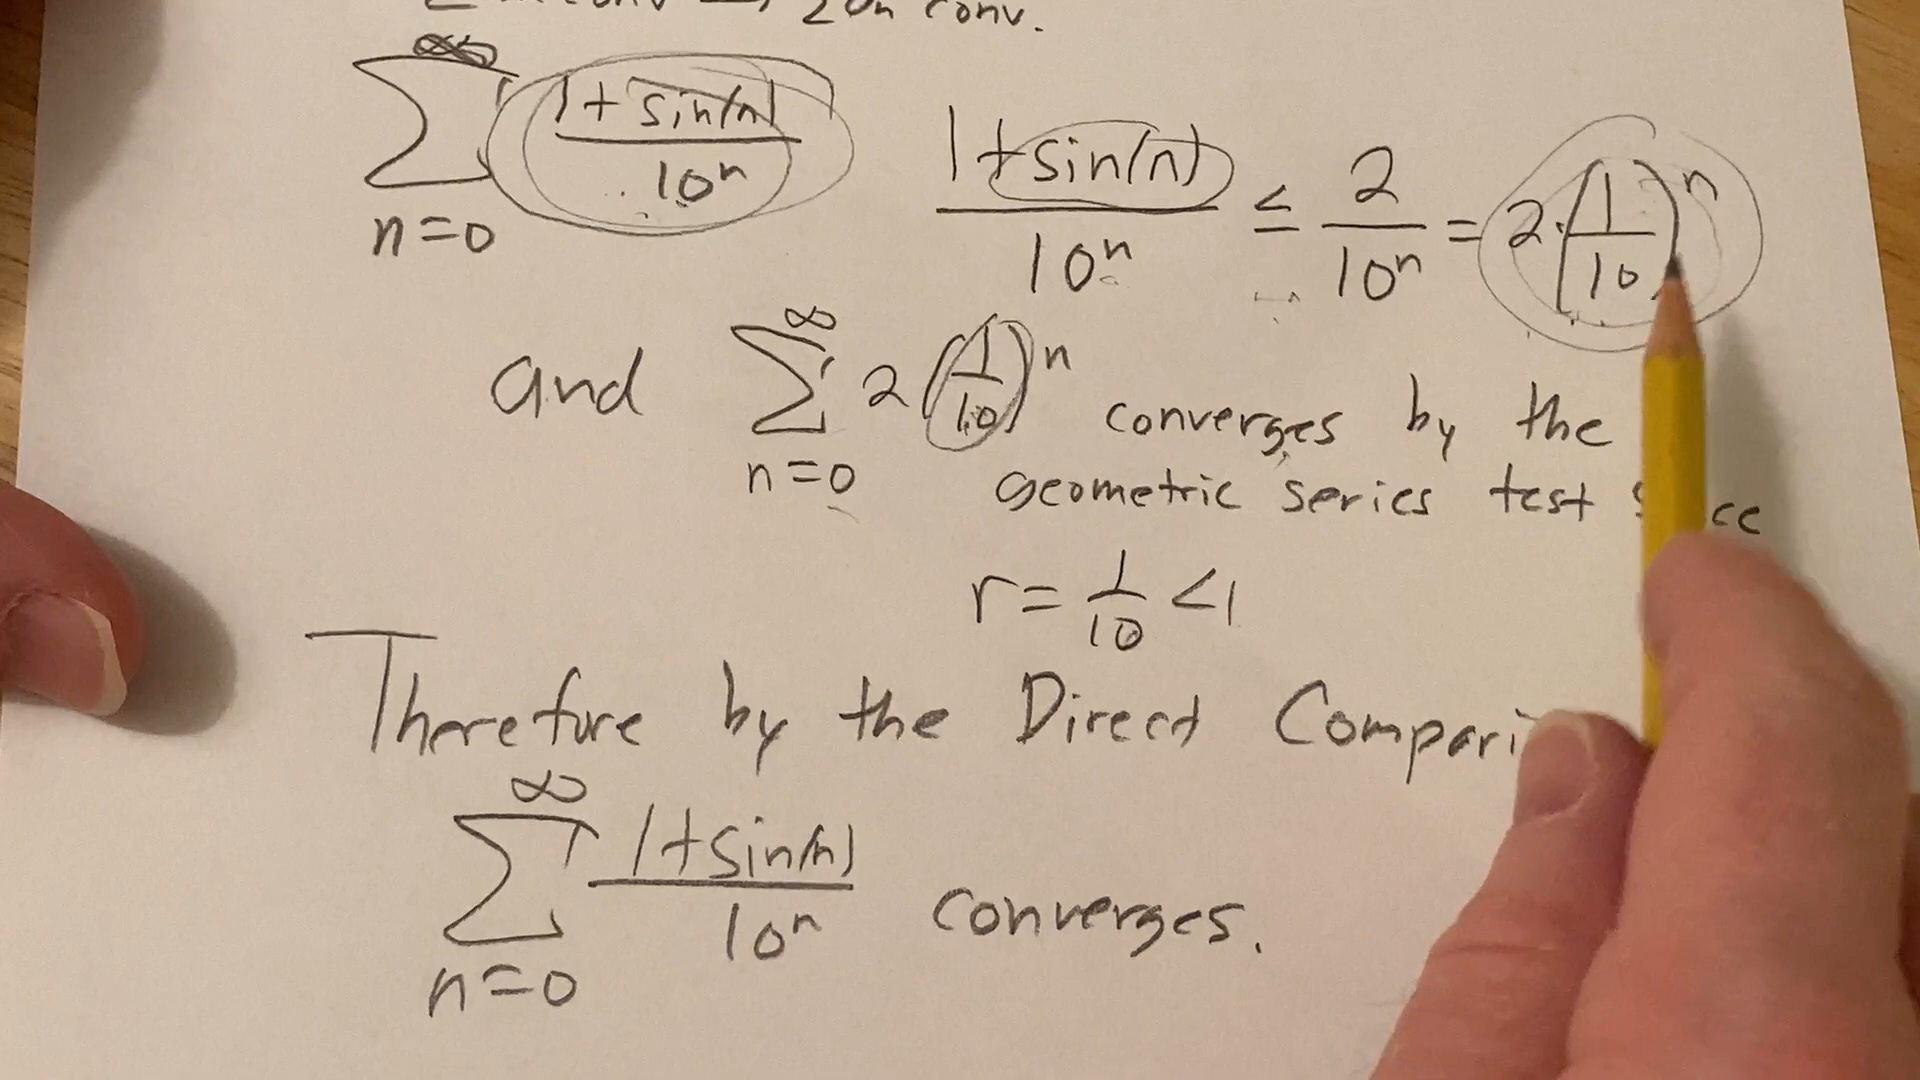 conv. 
∞
∑ 1+sin(n)/10ⁿ
n=0
1+sin(n)/10ⁿ ≤ 2/10ⁿ = 2·(1/10)ⁿ
and ∑ 2(1/10)ⁿ converges by the
∞
n=0 geometric series test
r = 1/10 < 1
Therefore by the Direct
∞
∑ 1+sin(n)/10ⁿ converges.
n=0